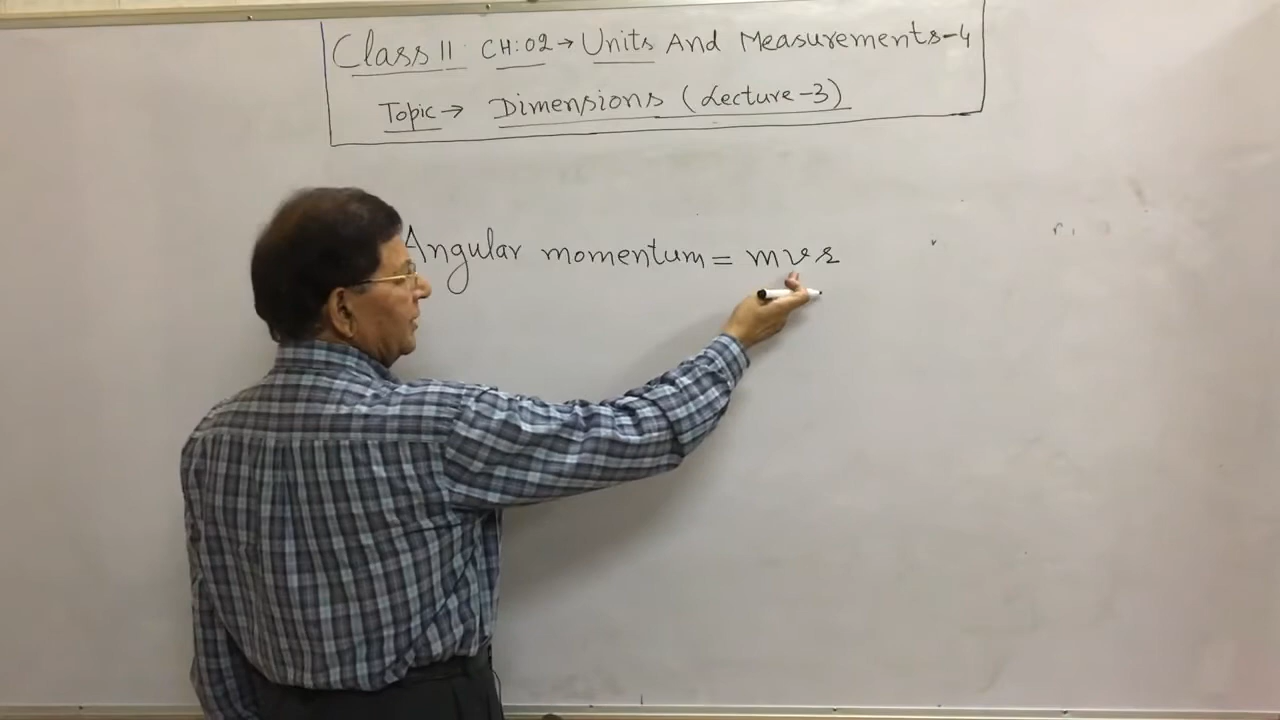 Class 11 CH:02→ Units And Measurements-4
Topic→ Dimensions (Lecture-3)
Angular momentum = mvr